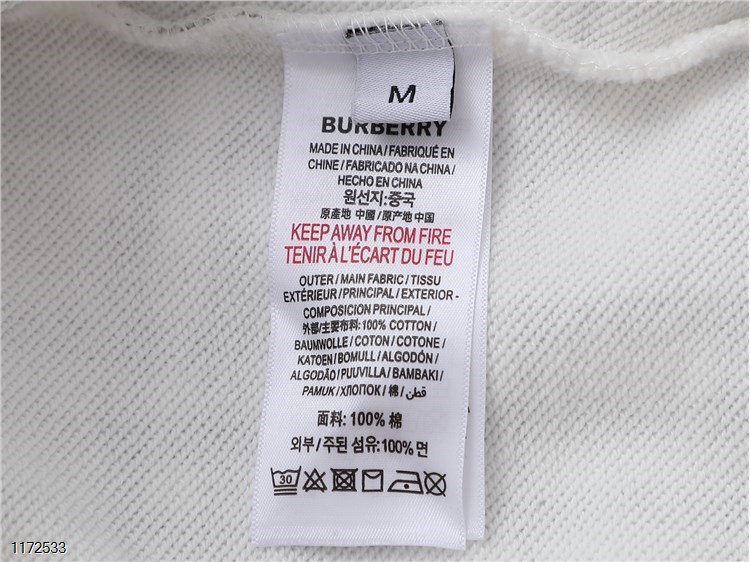 M
BURBERRY
MADE IN CHINA / FABRIQUÉ EN
CHINE / FABRICADO NA CHINA /
HECHO EN CHINA
원선지:중국
原產地 中國 / 原产地 中国
KEEP AWAY FROM FIRE
TENIR À L'ÉCART DU FEU
OUTER / MAIN FABRIC / TISSU
EXTÉRIEUR / PRINCIPAL / EXTERIOR -
COMPOSICION PRINCIPAL /
外部/主要布料:100% COTTON /
BAUMWOLLE / COTON / COTONE /
KATOEN / BOMULL / ALGODÓN /
ALGODÃO / PUUVILLA / BAMBAKI /
PAMUK / ХЛОПОК / 棉 / قطن
面料: 100% 棉
외부 / 주된 섬유:100% 면
30
1172533